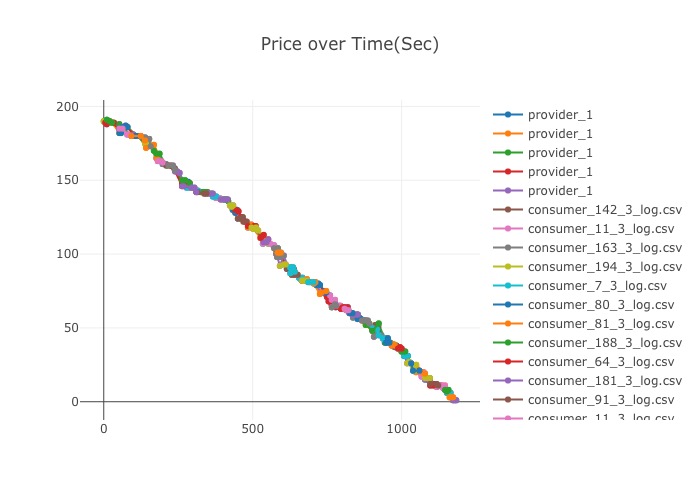 Price over Time(Sec)
200
150
100
50
0
0
500
1000
provider_1
provider_1
provider_1
provider_1
provider_1
consumer_142_3_log.csv
consumer_11_3_log.csv
consumer_163_3_log.csv
consumer_194_3_log.csv
consumer_7_3_log.csv
consumer_80_3_log.csv
consumer_81_3_log.csv
consumer_188_3_log.csv
consumer_64_3_log.csv
consumer_181_3_log.csv
consumer_91_3_log.csv
consumer_11_3_log.csv